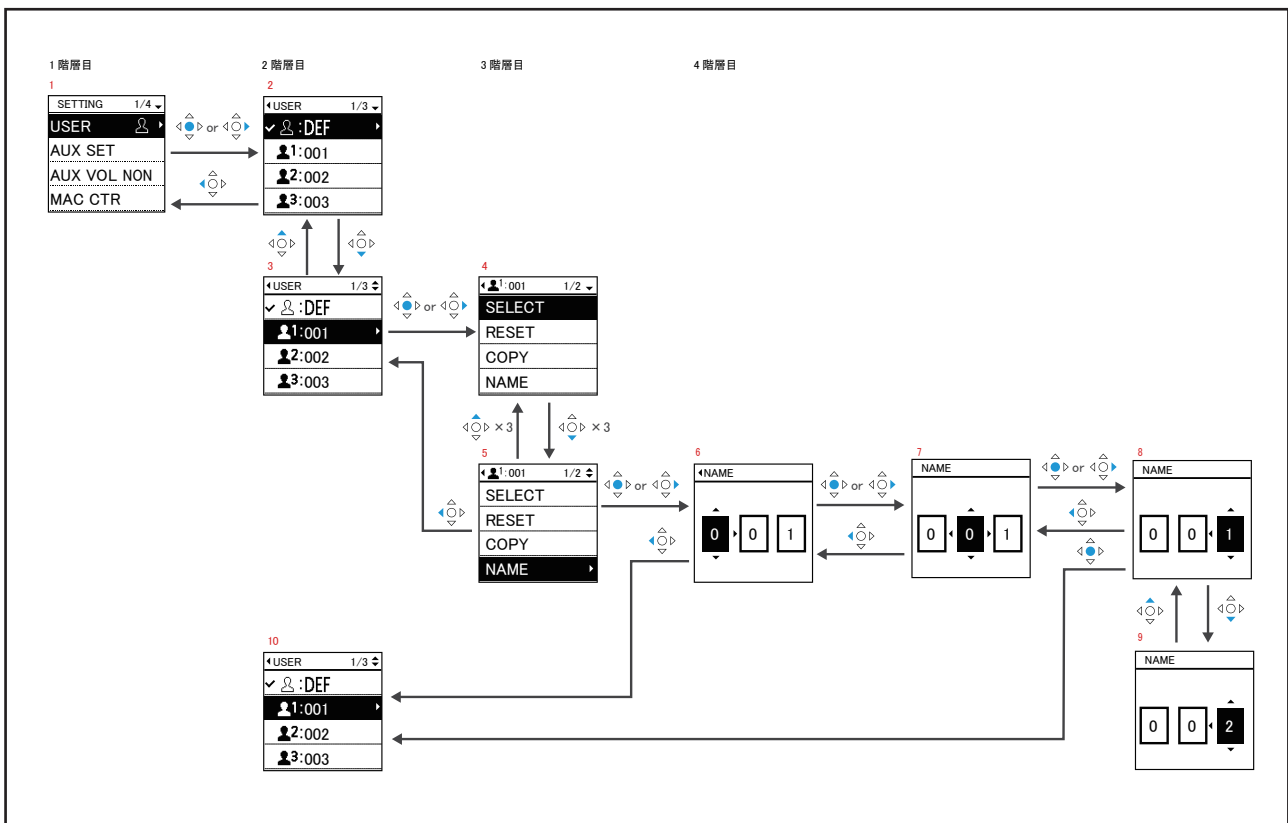 1 階層目
2 階層目
3 階層目
4 階層目
1
SETTING 1/4
USER
AUX SET
AUX VOL NON
MAC CTR
or
2
USER 1/3
:DEF
1:001
2:002
3:003
3
USER 1/3
:DEF
1:001
2:002
3:003
or
4
1:001 1/2
SELECT
RESET
COPY
NAME
×3
×3
5
1:001 1/2
SELECT
RESET
COPY
NAME
or
6
NAME
0 0 1
or
7
NAME
0 0 1
or
8
NAME
0 0 1
9
NAME
0 0 2
10
USER 1/3
:DEF
1:001
2:002
3:003